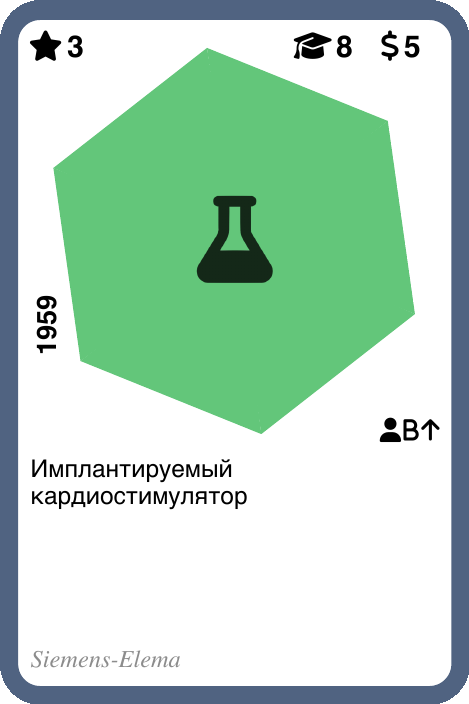 3
8
$5
1959
B↑
Имплантируемый
кардиостимулятор
Siemens-Elema